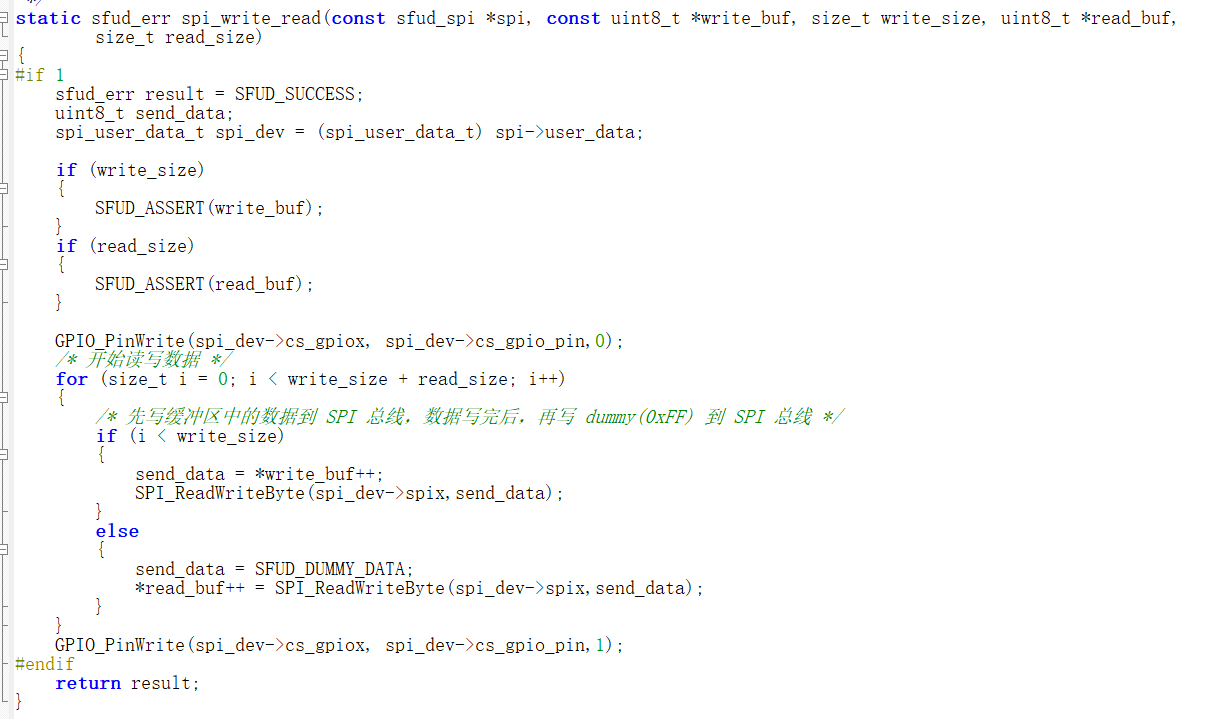 */
static sfud_err spi_write_read(const sfud_spi *spi, const uint8_t *write_buf, size_t write_size, uint8_t *read_buf,
        size_t read_size)
{
#if 1
    sfud_err result = SFUD_SUCCESS;
    uint8_t send_data;
    spi_user_data_t spi_dev = (spi_user_data_t) spi->user_data;

    if (write_size)
    {
        SFUD_ASSERT(write_buf);
    }
    if (read_size)
    {
        SFUD_ASSERT(read_buf);
    }

    GPIO_PinWrite(spi_dev->cs_gpiox, spi_dev->cs_gpio_pin,0);
    /* 开始读写数据 */
    for (size_t i = 0; i < write_size + read_size; i++)
    {
        /* 先写缓冲区中的数据到 SPI 总线，数据写完后，再写 dummy(0xFF) 到 SPI 总线 */
        if (i < write_size)
        {
            send_data = *write_buf++;
            SPI_ReadWriteByte(spi_dev->spix,send_data);
        }
        else
        {
            send_data = SFUD_DUMMY_DATA;
            *read_buf++ = SPI_ReadWriteByte(spi_dev->spix,send_data);
        }
    }
    GPIO_PinWrite(spi_dev->cs_gpiox, spi_dev->cs_gpio_pin,1);
#endif
    return result;
}